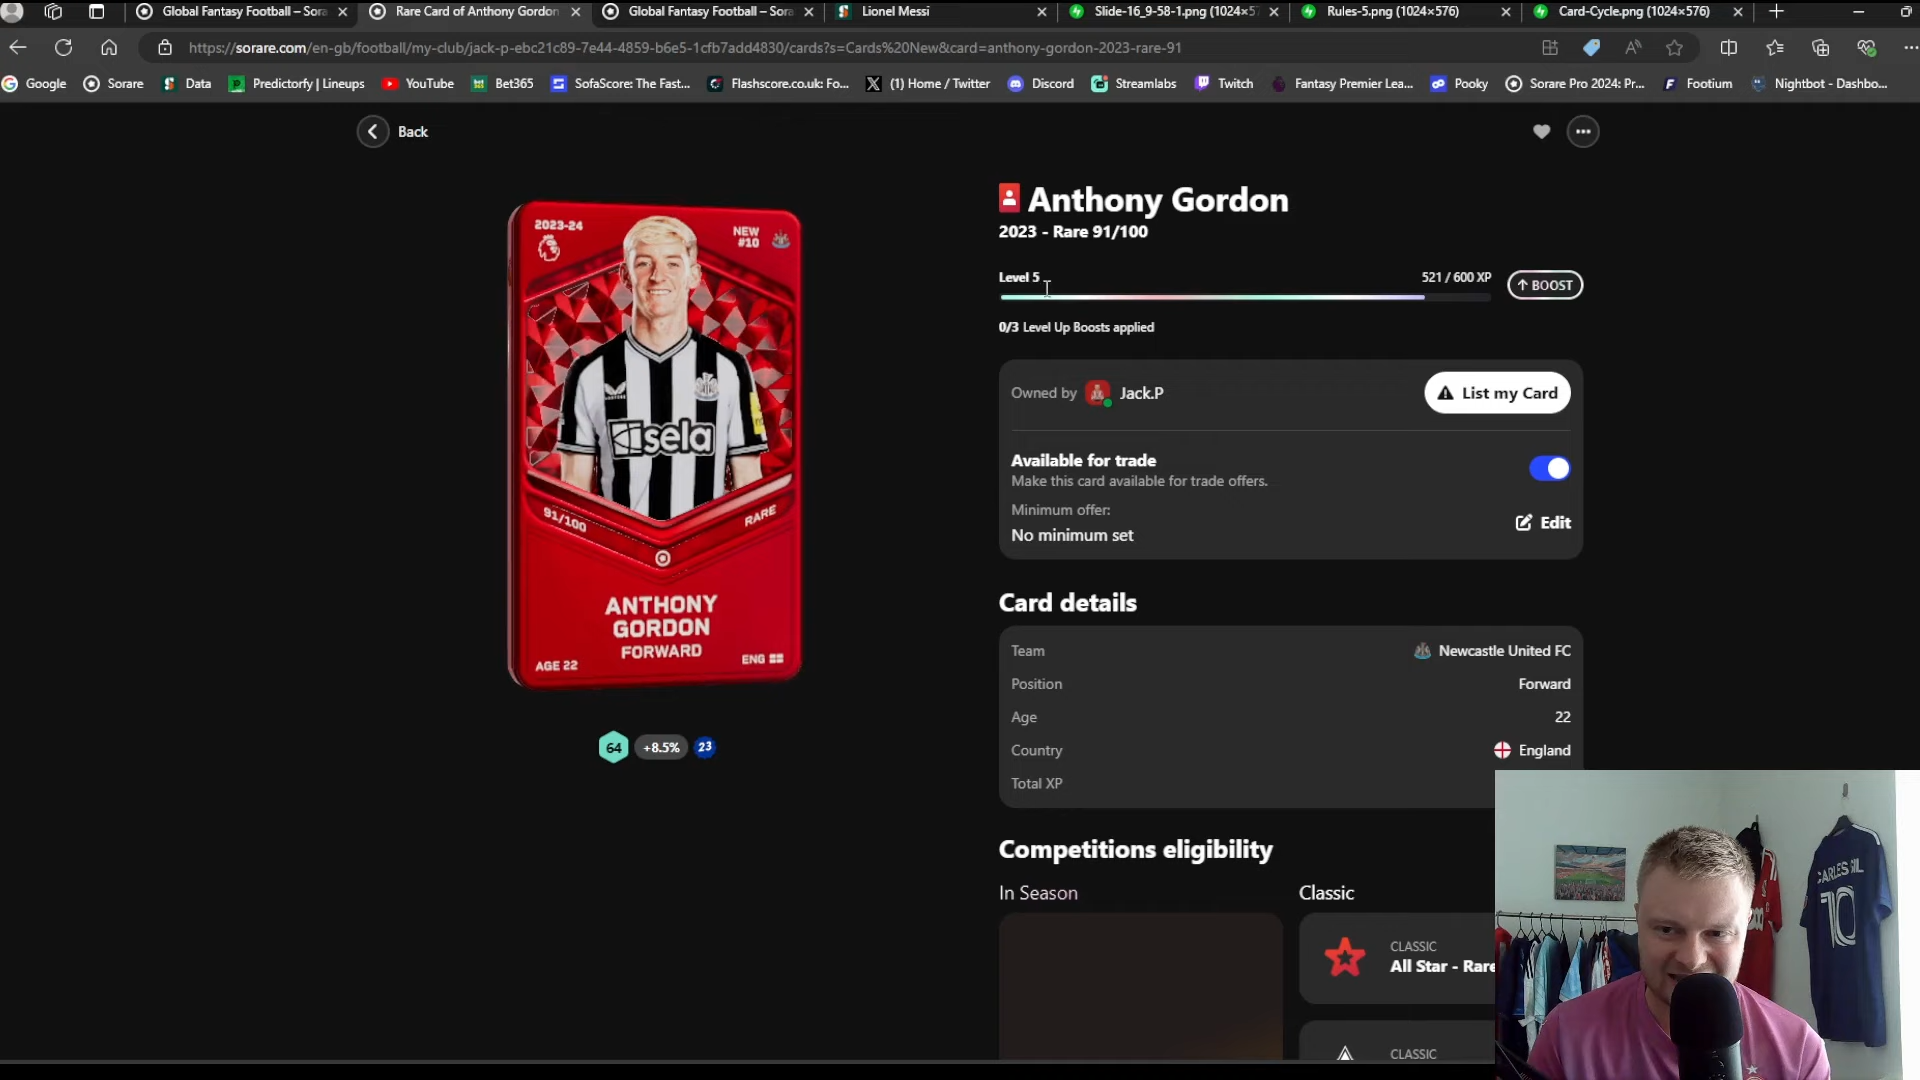 Global Fantasy Football – Sora
Rare Card of Anthony Gordon
Global Fantasy Football – Sora
Lionel Messi
Slide-16_9-58-1.png (1024×57
Rules-5.png (1024×576)
Card-Cycle.png (1024×576)
https://sorare.com/en-gb/football/my-club/jack-p-ebc21c89-7e44-4859-b6e5-1cfb7add4830/cards?s=Cards%20New&card=anthony-gordon-2023-rare-91
Google
Sorare
Data
Predictorfy | Lineups
YouTube
Bet365
SofaScore: The Fast...
Flashscore.co.uk: Fo...
(1) Home / Twitter
Discord
Streamlabs
Twitch
Fantasy Premier Lea...
Pooky
Sorare Pro 2024: Pr...
Footium
Nightbot - Dashbo...
Back
2023-24
NEW
#10
sela
91/100
RARE
ANTHONY
GORDON
FORWARD
AGE 22
ENG
64
+8.5%
23
Anthony Gordon
2023 - Rare 91/100
Level 5
521 / 600 XP
BOOST
0/3 Level Up Boosts applied
Owned by Jack.P
List my Card
Available for trade
Make this card available for trade offers.
Minimum offer:
No minimum set
Edit
Card details
Team
Newcastle United FC
Position
Forward
Age
22
Country
England
Total XP
Competitions eligibility
In Season
Classic
CLASSIC
All Star - Rare
CLASSIC
CARLES GIL
10